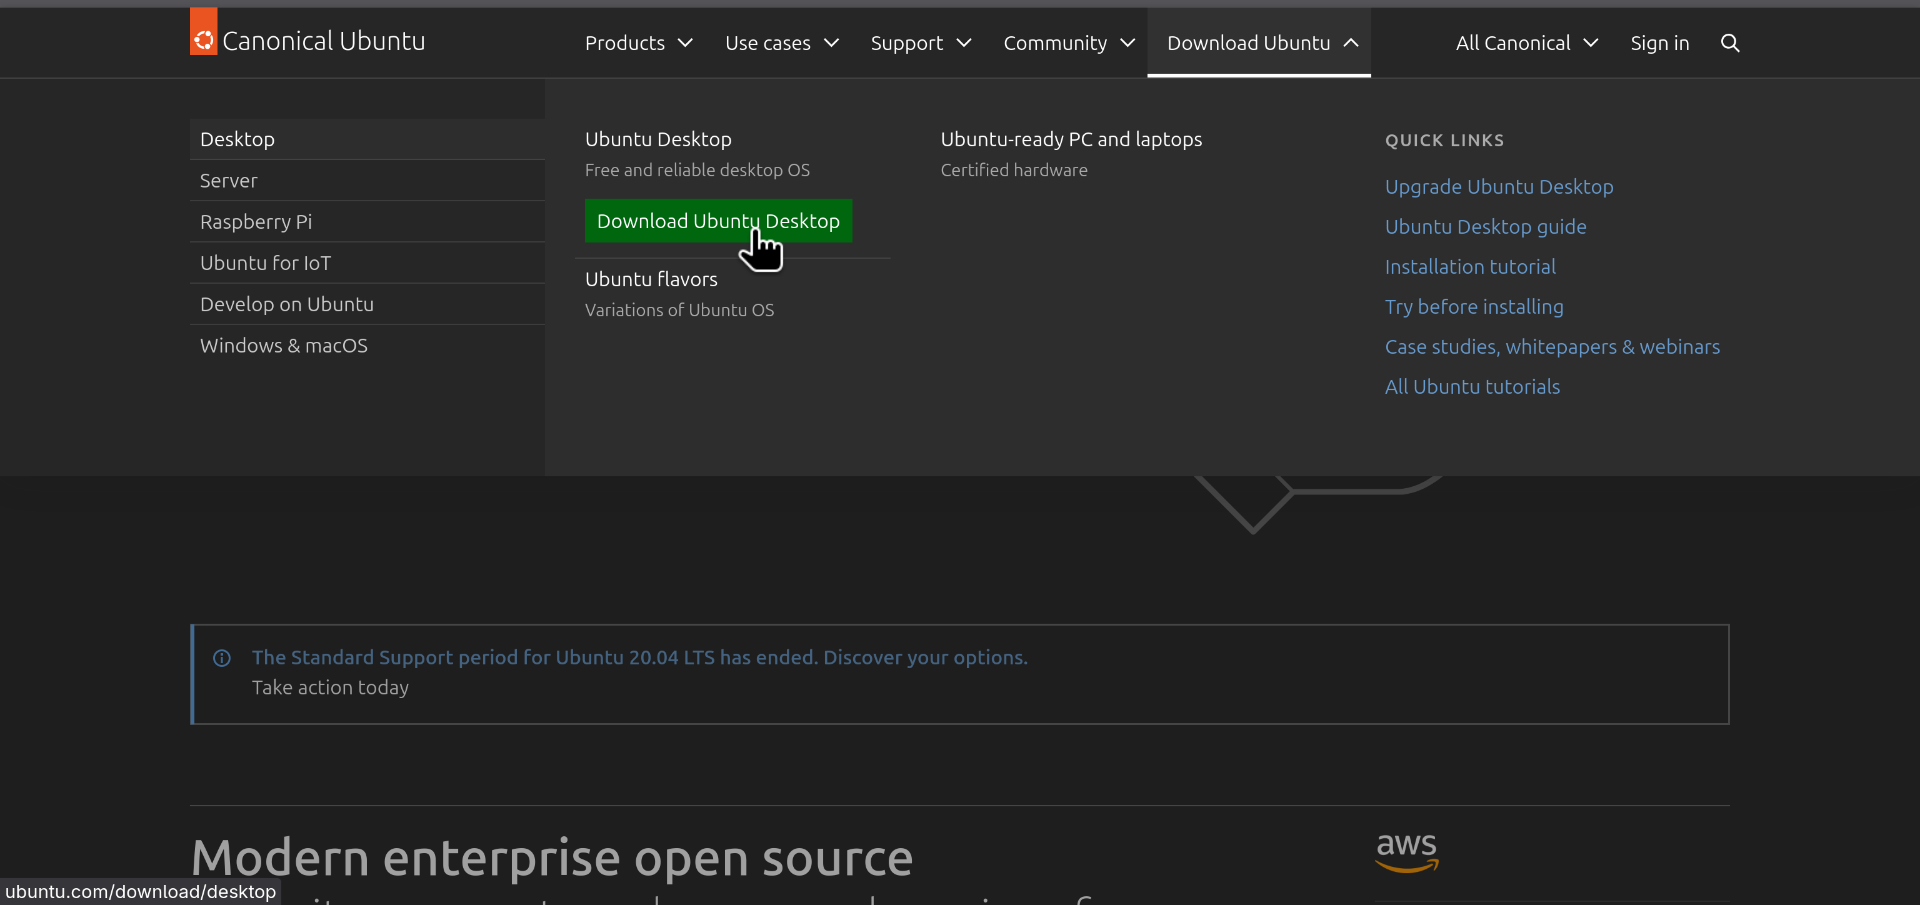 Canonical Ubuntu
Products
Use cases
Support
Community
Download Ubuntu
All Canonical
Sign in
Desktop
Server
Raspberry Pi
Ubuntu for IoT
Develop on Ubuntu
Windows & macOS
Ubuntu Desktop
Free and reliable desktop OS
Download Ubuntu Desktop
Ubuntu flavors
Variations of Ubuntu OS
Ubuntu-ready PC and laptops
Certified hardware
QUICK LINKS
Upgrade Ubuntu Desktop
Ubuntu Desktop guide
Installation tutorial
Try before installing
Case studies, whitepapers & webinars
All Ubuntu tutorials
The Standard Support period for Ubuntu 20.04 LTS has ended. Discover your options.
Take action today
Modern enterprise open source
aws
ubuntu.com/download/desktop